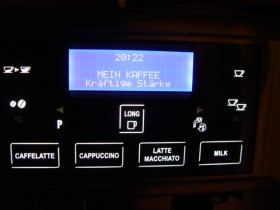 20:22
MEIN KAFFEE
Kräftige Stärke
LONG
P
CAFFELATTE
CAPPUCCINO
LATTE
MACCHIATO
MILK